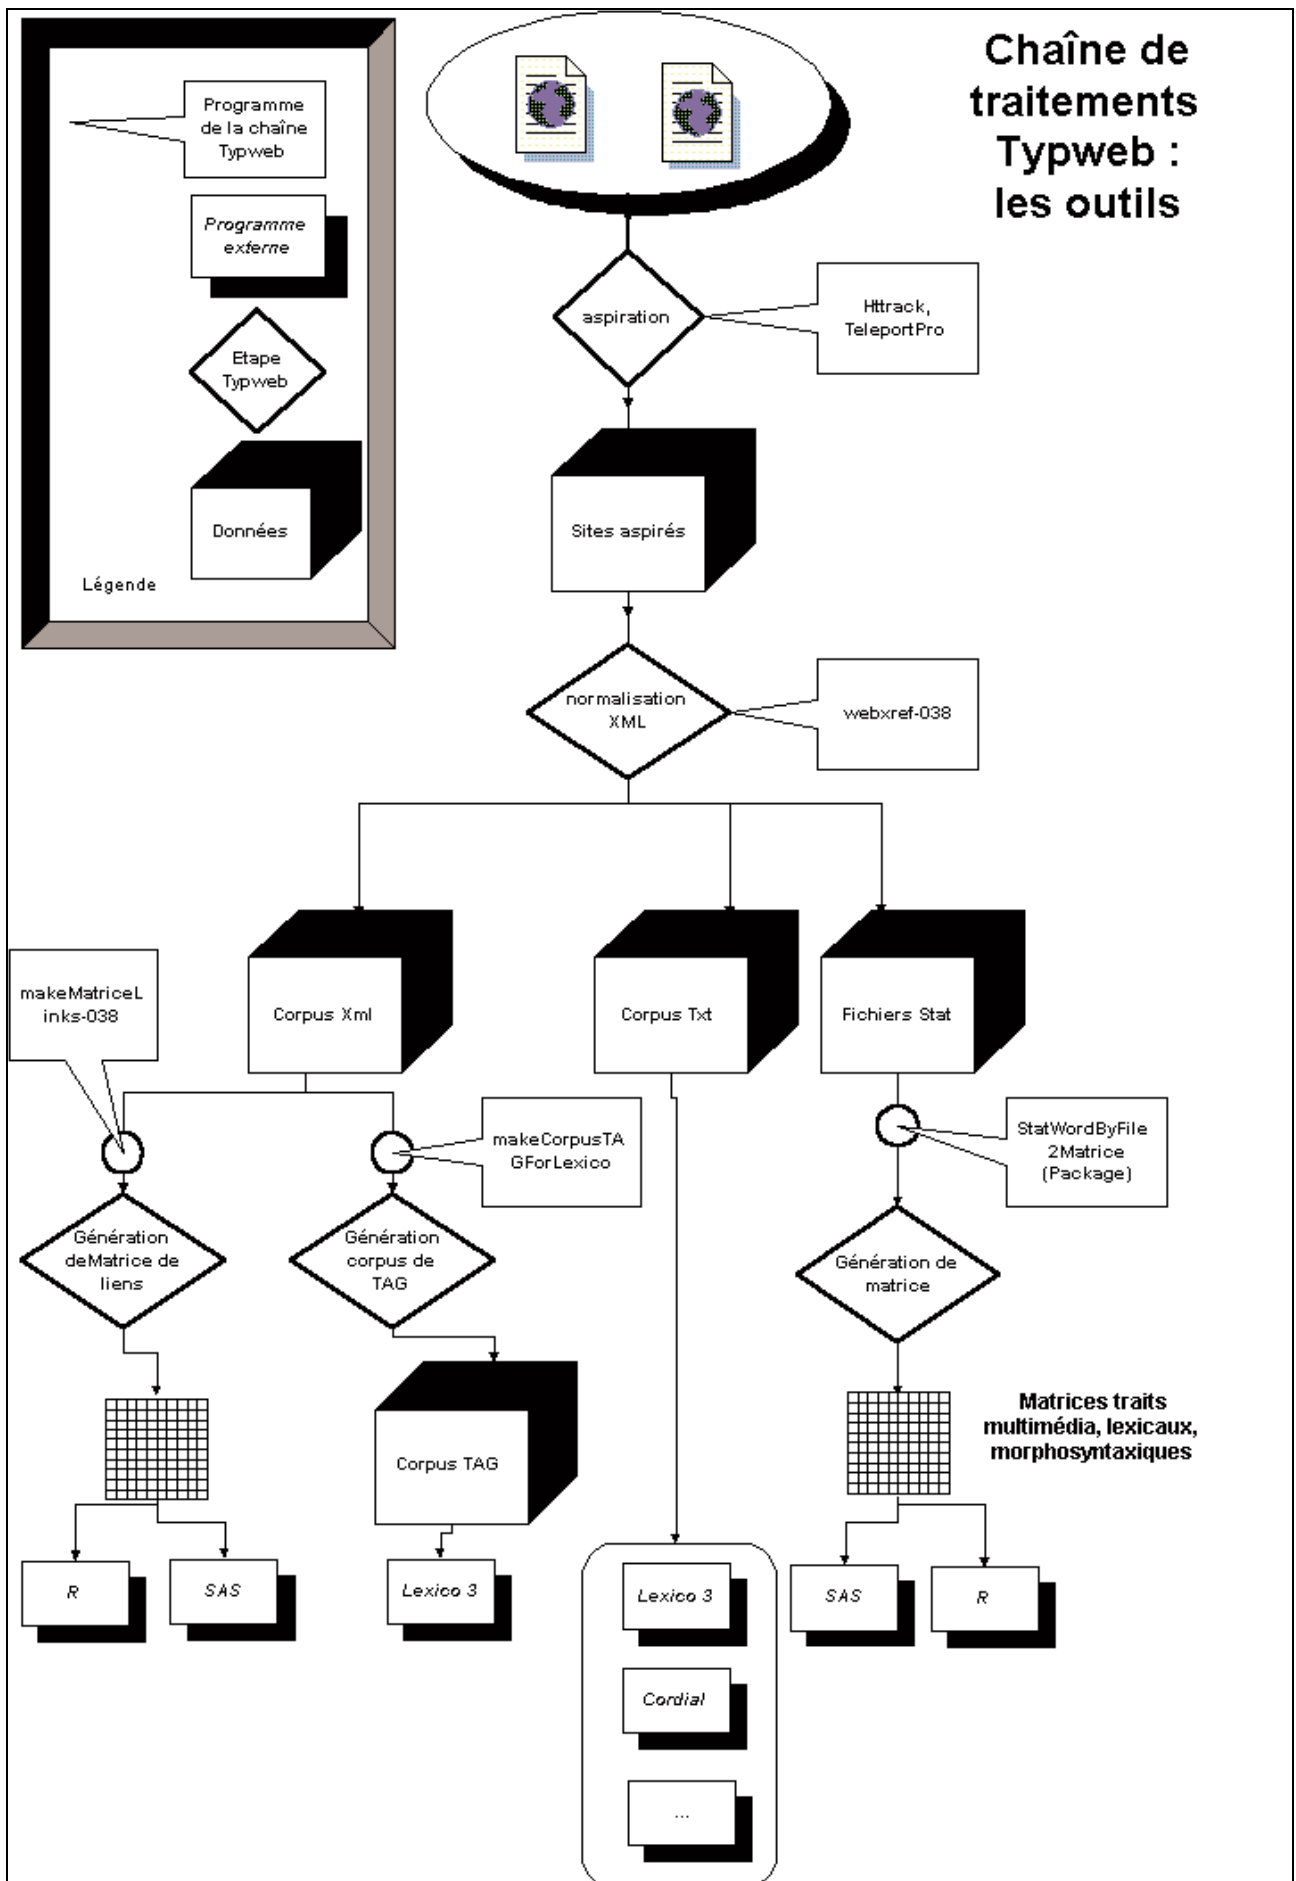 Chaîne de
traitements
Typweb :
les outils
Programme
de la chaîne
Typweb
Programme
externe
Etape
Typweb
Données
Légende
aspiration
Httrack,
TeleportPro
Sites aspirés
normalisation
XML
webxref-038
Corpus Xml
Corpus Txt
Fichiers Stat
makeMatriceL
inks-038
makeCorpusTA
GForLexico
StatWordByFile
2Matrice
(Package)
Génération
deMatrice de
liens
Génération
corpus de
TAG
Génération de
matrice
Matrices traits
multimédia, lexicaux,
morphosyntaxiques
Corpus TAG
R
SAS
Lexico 3
Lexico 3
Cordial
...
SAS
R